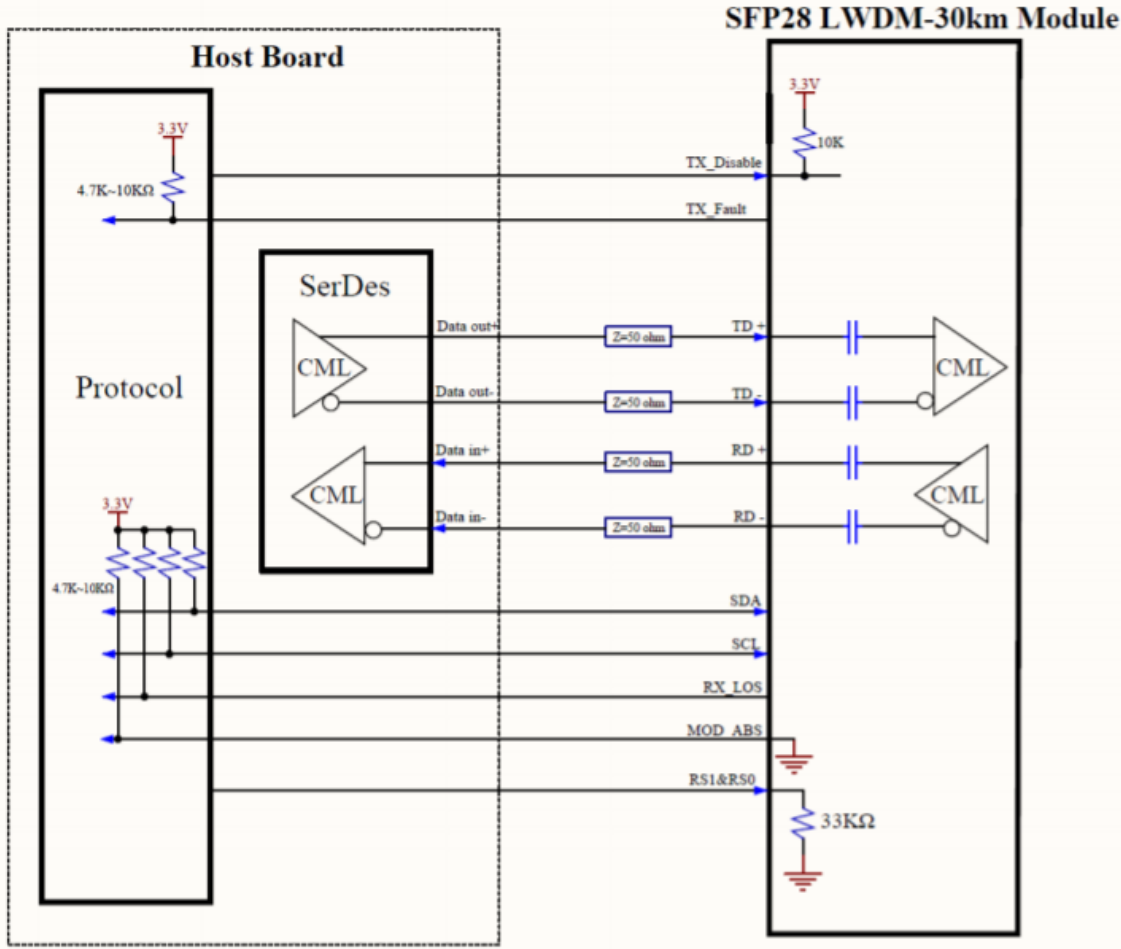 SFP28 LWDM-30km Module
Host Board
3.3V
3.3V
10K
TX_Disable
4.7K~10KΩ
TX_Fault
SerDes
Data out+
Z=50 ohm
TD +
CML
CML
Protocol
Data out-
Z=50 ohm
TD -
Data in+
Z=50 ohm
RD +
CML
CML
3.3V
Data in-
Z=50 ohm
RD -
4.7K~10KΩ
SDA
SCL
RX_LOS
MOD_ABS
RS1&RS0
33KΩ